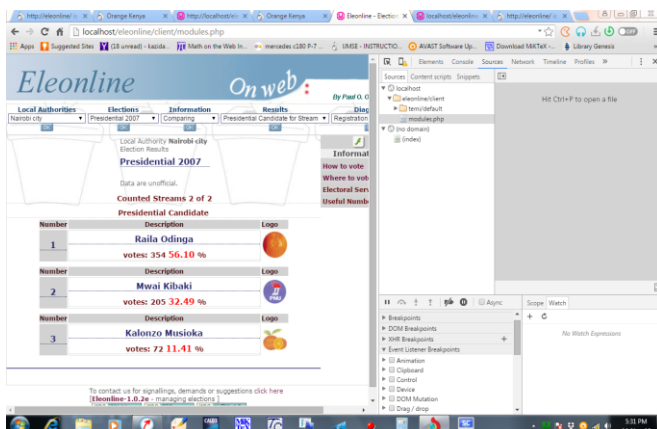 http://eleonline/ Orange Kenya http://localhost/ele Orange Kenya Eleonline - Election localhost/eleonline http://eleonline/
localhost/eleonline/client/modules.php
Apps Suggested Sites (18 unread) - kazida... Math on the Web In... mercedes c180 P-7 ... LIMSE - INSTRUCTIO... AVAST Software Up... Download MiKTeX -... Library Genesis
Elements Console Sources Network Timeline Profiles
Sources Content scripts Snippets
localhost
eleonline/client
temi/default
modules.php
(no domain)
(index)
Hit Ctrl+P to open a file
Eleonline
On web :
By Paul O. O
Local Authorities Elections Information Results Diag
Nairobi city Presidential 2007 Comparing Presidential Candidate for Stream Registration
Local Authority Nairobi city
Election Results
Presidential 2007
Data are unofficial.
Counted Streams 2 of 2
Presidential Candidate
Informat
How to vote
Where to vot
Electoral Serv
Useful Numb
Number Description Logo
1 Raila Odinga
votes: 354 56.10 %
Number Description Logo
2 Mwai Kibaki
votes: 205 32.49 %
PNU
Number Description Logo
3 Kalonzo Musioka
votes: 72 11.41 %
To contact us for signallings, demands or suggestions click here
[Eleonline-1.0.2e - managing elections ]
Async
Breakpoints
DOM Breakpoints
XHR Breakpoints
Event Listener Breakpoints
Animation
Clipboard
Control
Device
DOM Mutation
Drag / drop
Scope Watch
No Watch Expressions
5:31 PM